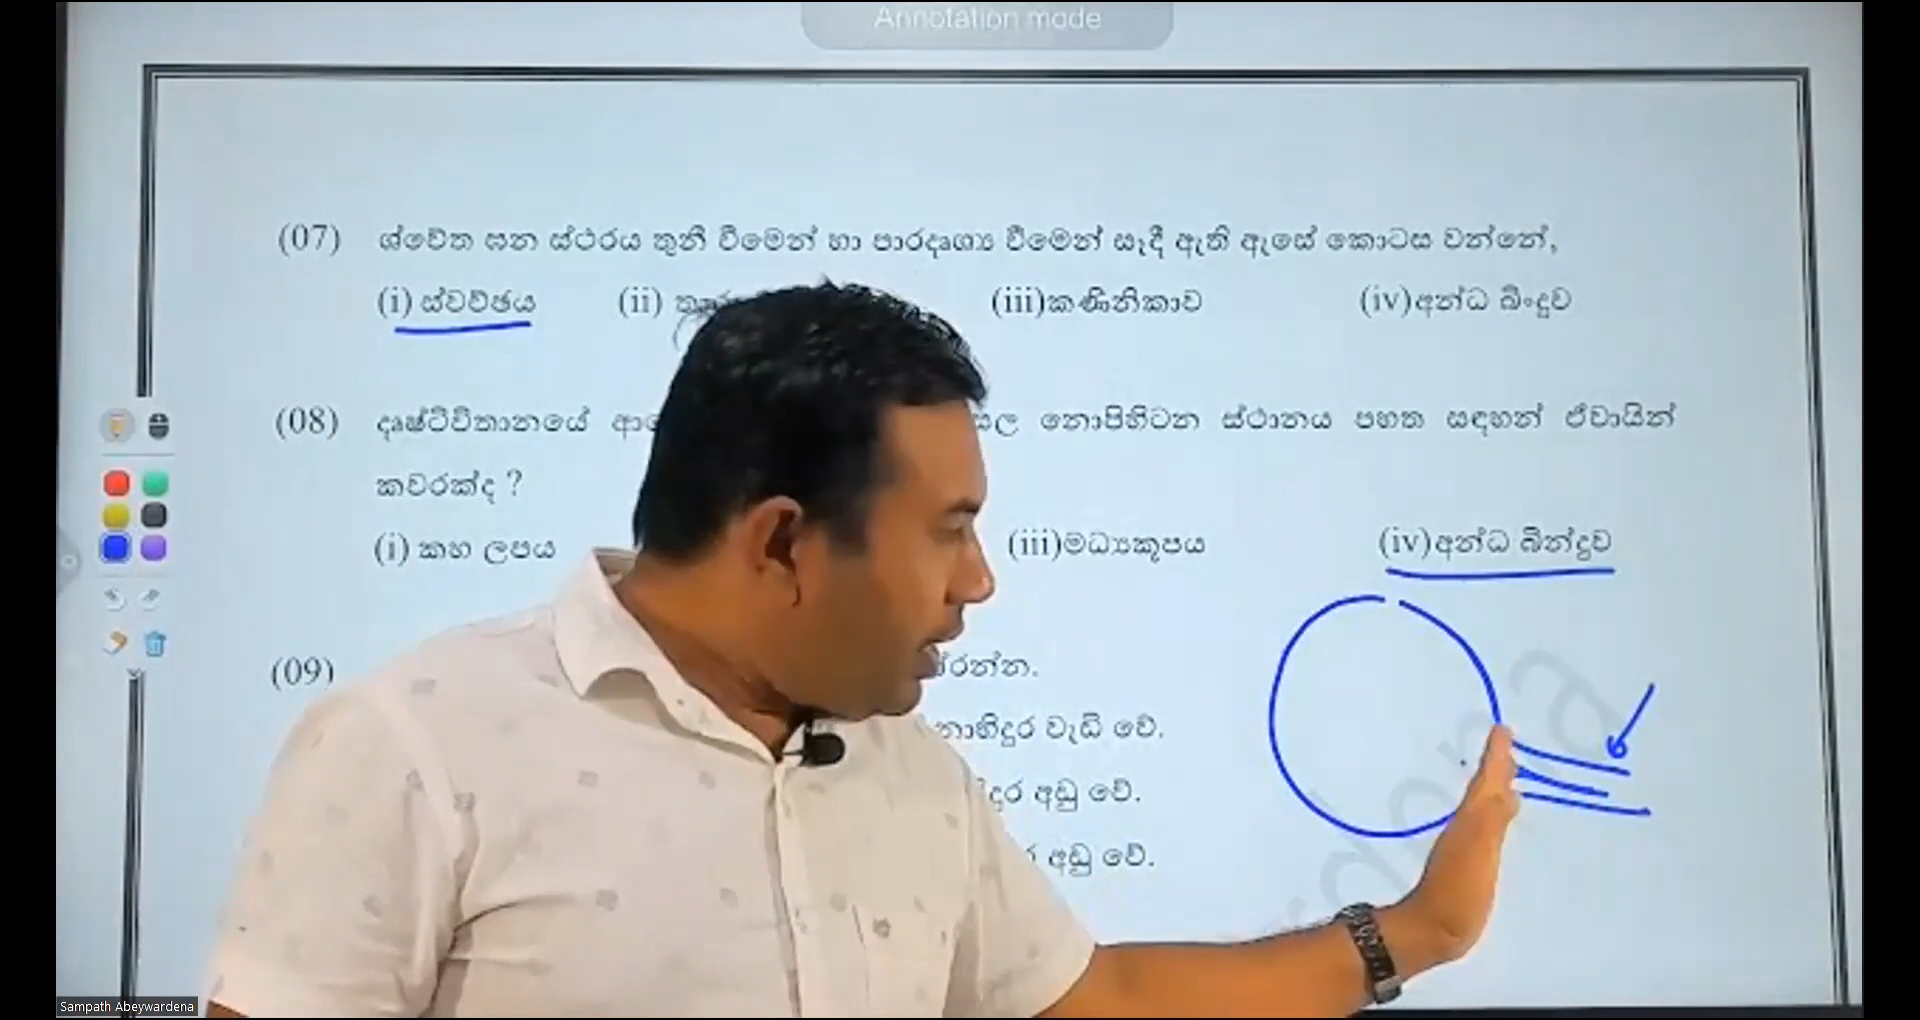 Annotation mode
(07) ශ්වේත ඝන ස්ථරය තුනී වීමෙන් හා පාරදෘශ්‍ය වීමෙන් සෑදී ඇති ඇසේ කොටස වන්නේ,
(i) ස්වච්ඡය (ii) (iii)කණිනිකාව (iv)අන්ධ බිංදුව
(08) දෘෂ්ටිවිතානයේ නොපිහිටන ස්ථානය පහත සඳහන් ඒවායින්
කවරක්ද ?
(i) කහ ලපය (iii)මධ්‍යකූපය (iv)අන්ධ බින්දුව
(09)
නාභිදුර වැඩි වේ.
අඩු වේ.
අඩු වේ.
Sampath Abeywardena